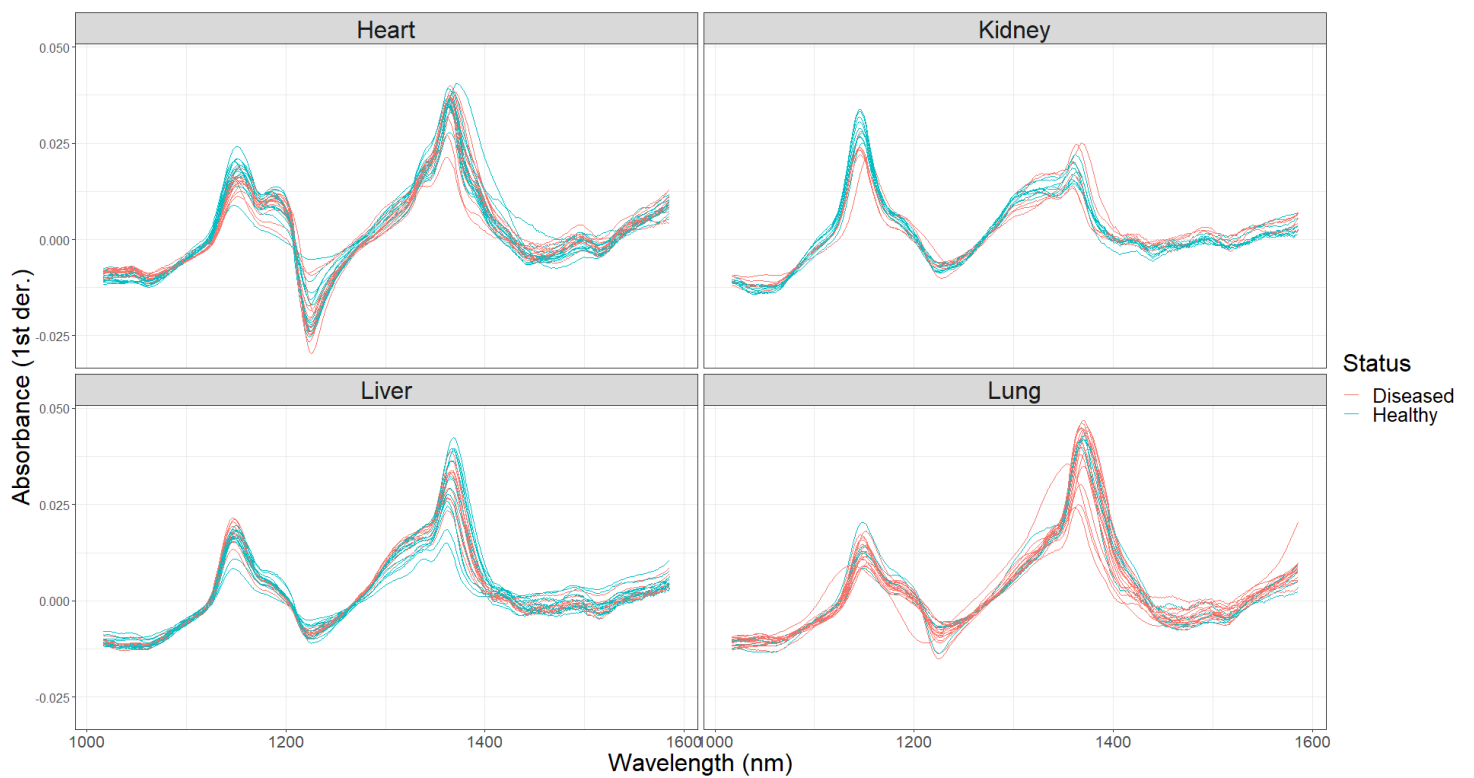 Heart
Kidney
0.050
0.025
0.000
-0.025
Liver
Lung
0.050
0.025
0.000
-0.025
1000
1200
1400
1600
1000
1200
1400
1600
Absorbance (1st der.)
Wavelength (nm)
Status
Diseased
Healthy